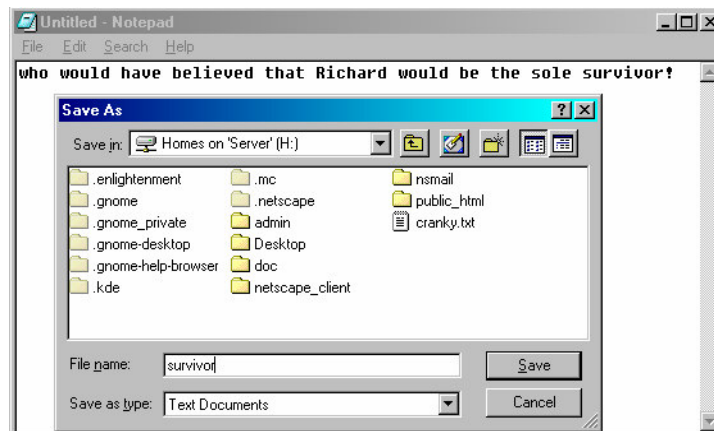 Untitled - Notepad
File Edit Search Help
who would have believed that Richard would be the sole survivor!
Save As
Save in: Homes on 'Server' (H:)
.enlightenment .mc nsmail
.gnome .netscape public_html
.gnome_private admin cranky.txt
.gnome-desktop Desktop
.gnome-help-browser doc
.kde netscape_client
File name: survivor Save
Save as type: Text Documents Cancel